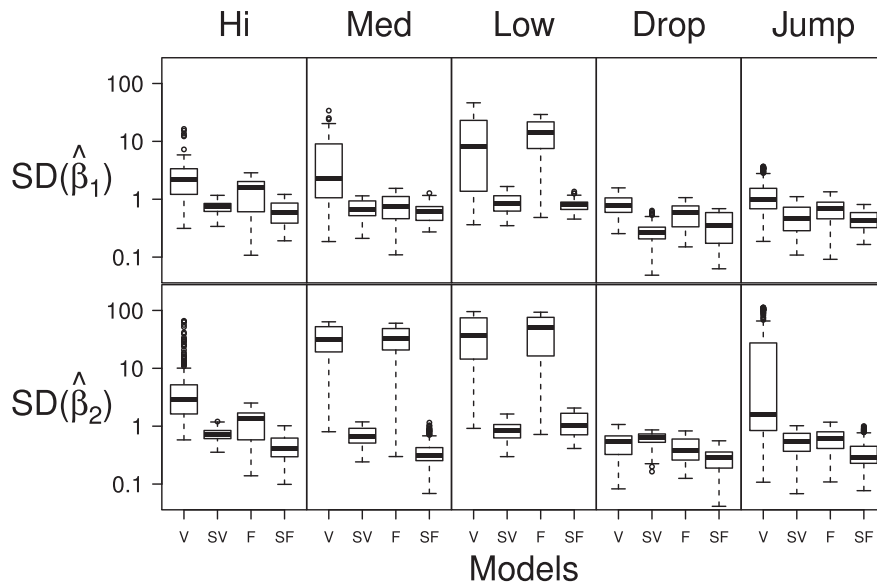 Hi Med Low Drop Jump
100
10
SD(β̂₁)
1
0.1
100
10
SD(β̂₂)
1
0.1
V SV F SF V SV F SF V SV F SF V SV F SF V SV F SF
Models